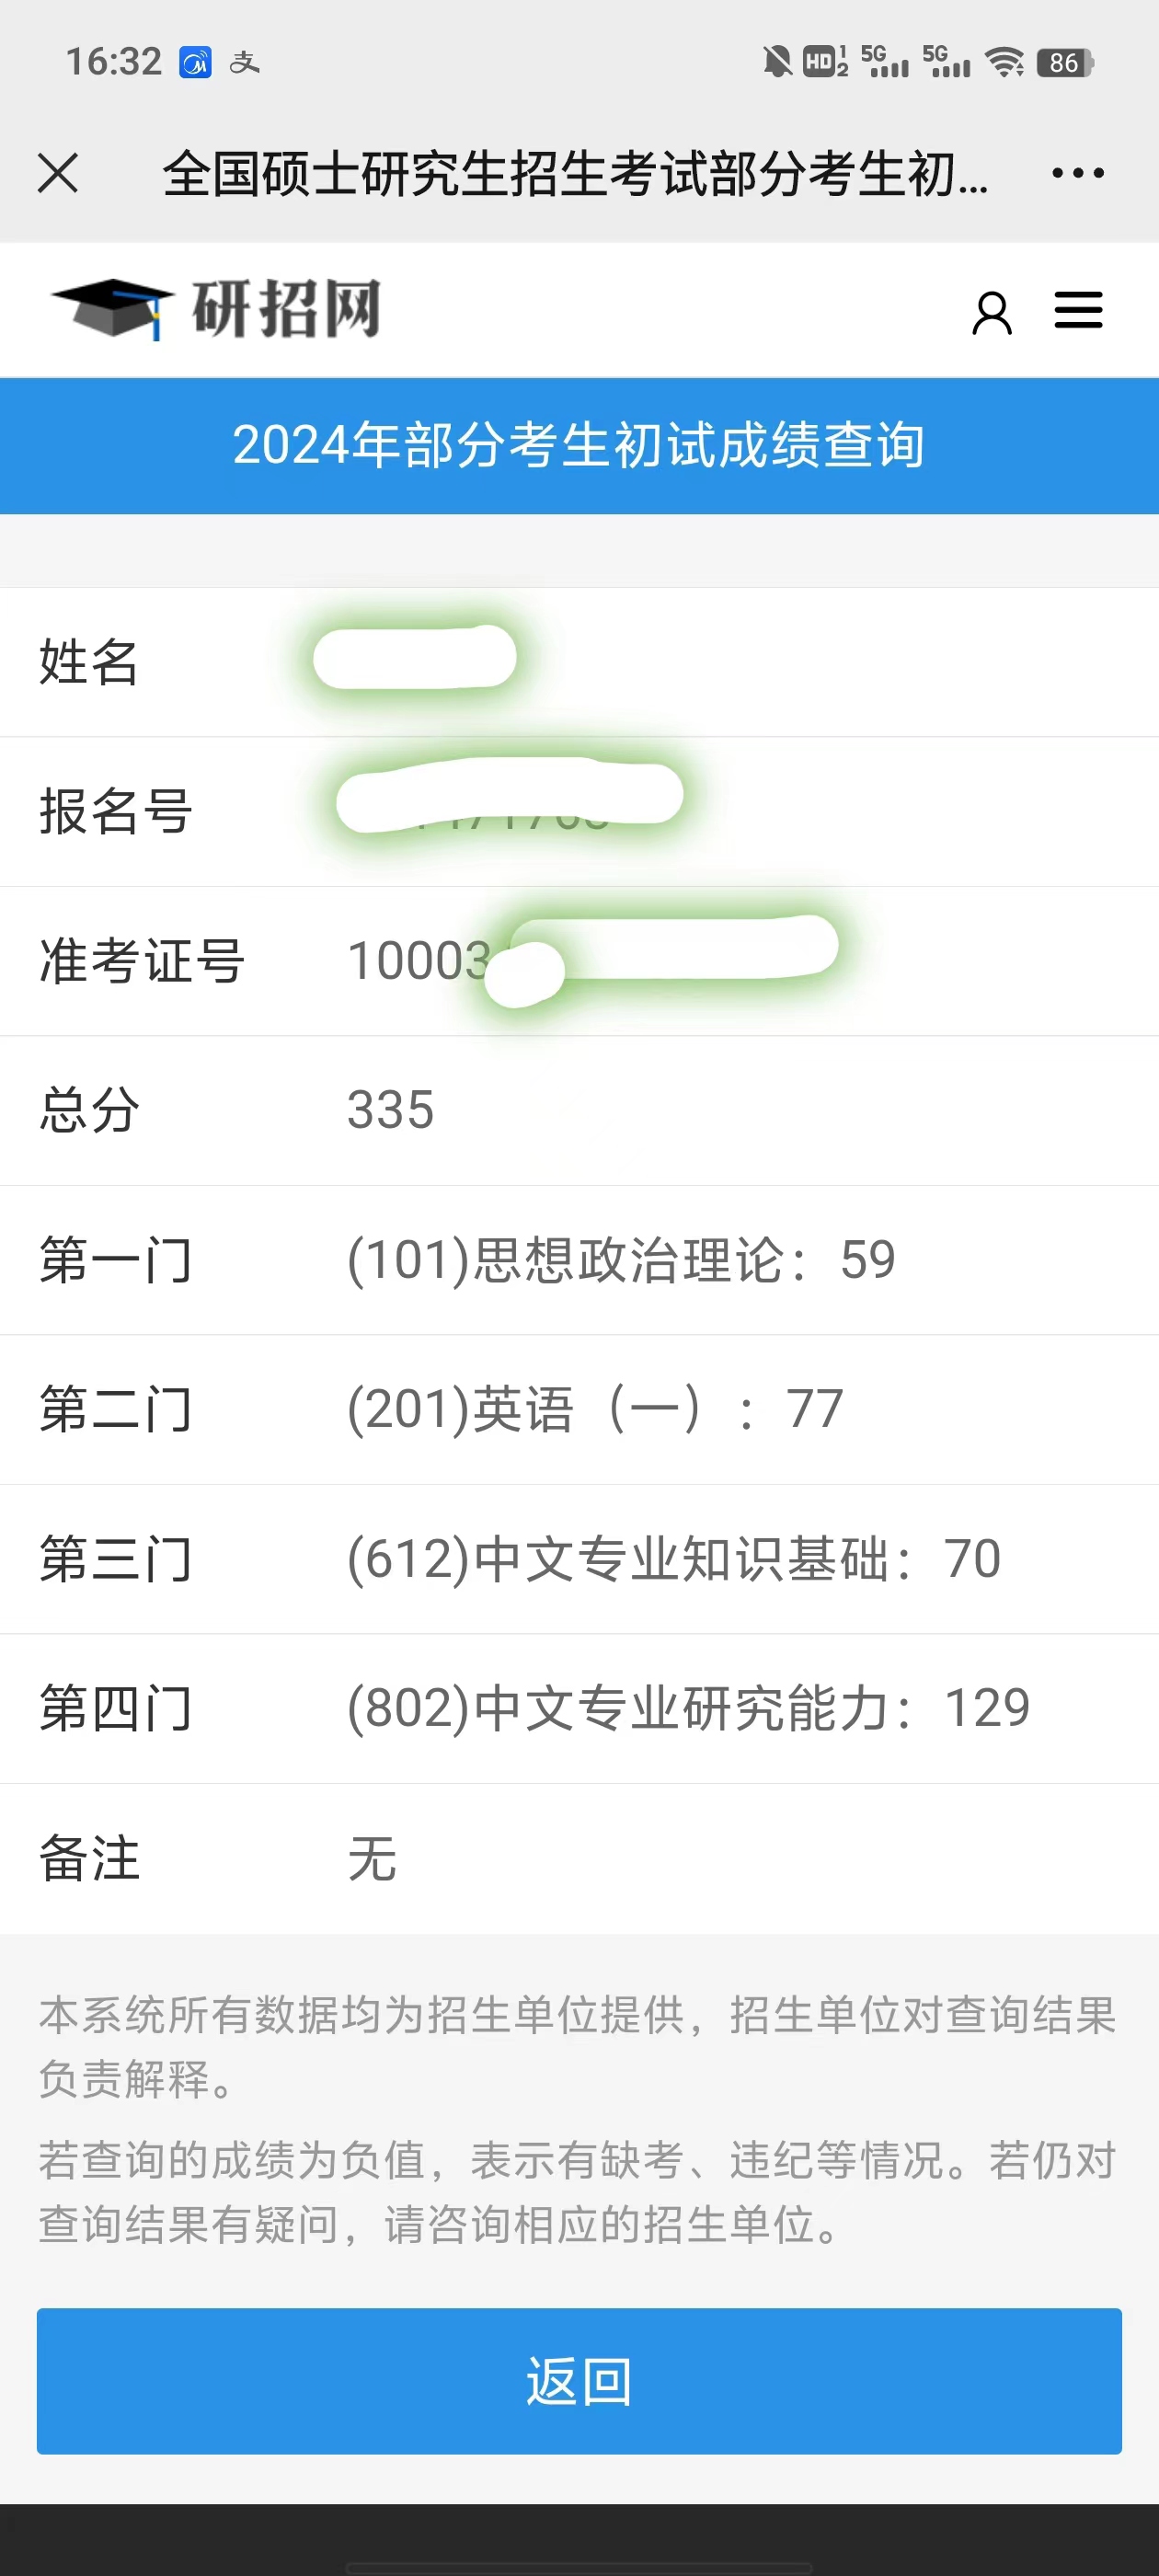 16:32 支 HD 1 2 5G 5G 86
全国硕士研究生招生考试部分考生初...
研招网
2024年部分考生初试成绩查询
姓名
报名号
准考证号 10003
总分 335
第一门 (101)思想政治理论：59
第二门 (201)英语（一）：77
第三门 (612)中文专业知识基础：70
第四门 (802)中文专业研究能力：129
备注 无
本系统所有数据均为招生单位提供，招生单位对查询结果
负责解释。
若查询的成绩为负值，表示有缺考、违纪等情况。若仍对
查询结果有疑问，请咨询相应的招生单位。
返回